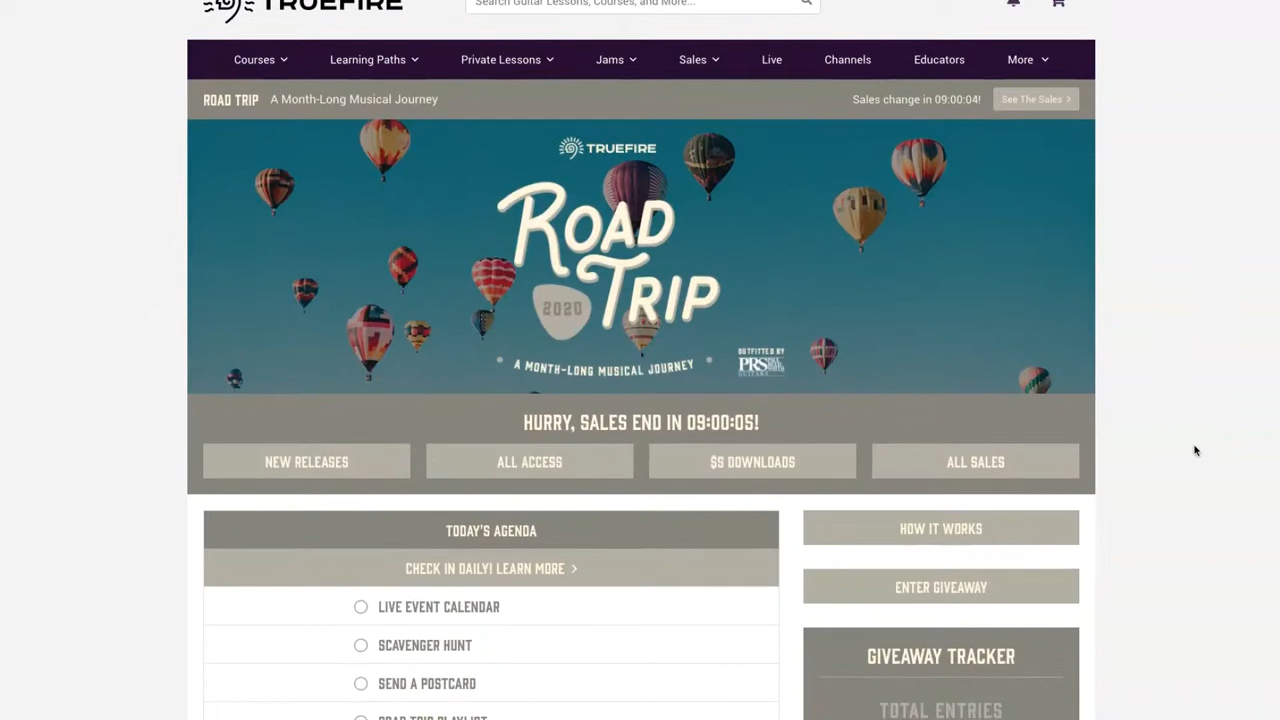 TRUEFIRE
Search Guitar Lessons, Courses, and More...
Courses Learning Paths Private Lessons Jams Sales Live Channels Educators More
ROAD TRIP A Month-Long Musical Journey Sales change in 09:00:04! See The Sales >
TRUEFIRE
ROAD
TRIP
2020
A MONTH-LONG MUSICAL JOURNEY
OUTFITTED BY
PRS
HURRY, SALES END IN 09:00:05!
NEW RELEASES ALL ACCESS $5 DOWNLOADS ALL SALES
TODAY'S AGENDA
HOW IT WORKS
CHECK IN DAILY! LEARN MORE >
ENTER GIVEAWAY
LIVE EVENT CALENDAR
SCAVENGER HUNT
GIVEAWAY TRACKER
SEND A POSTCARD
TOTAL ENTRIES
ROAD TRIP PLAYLIST